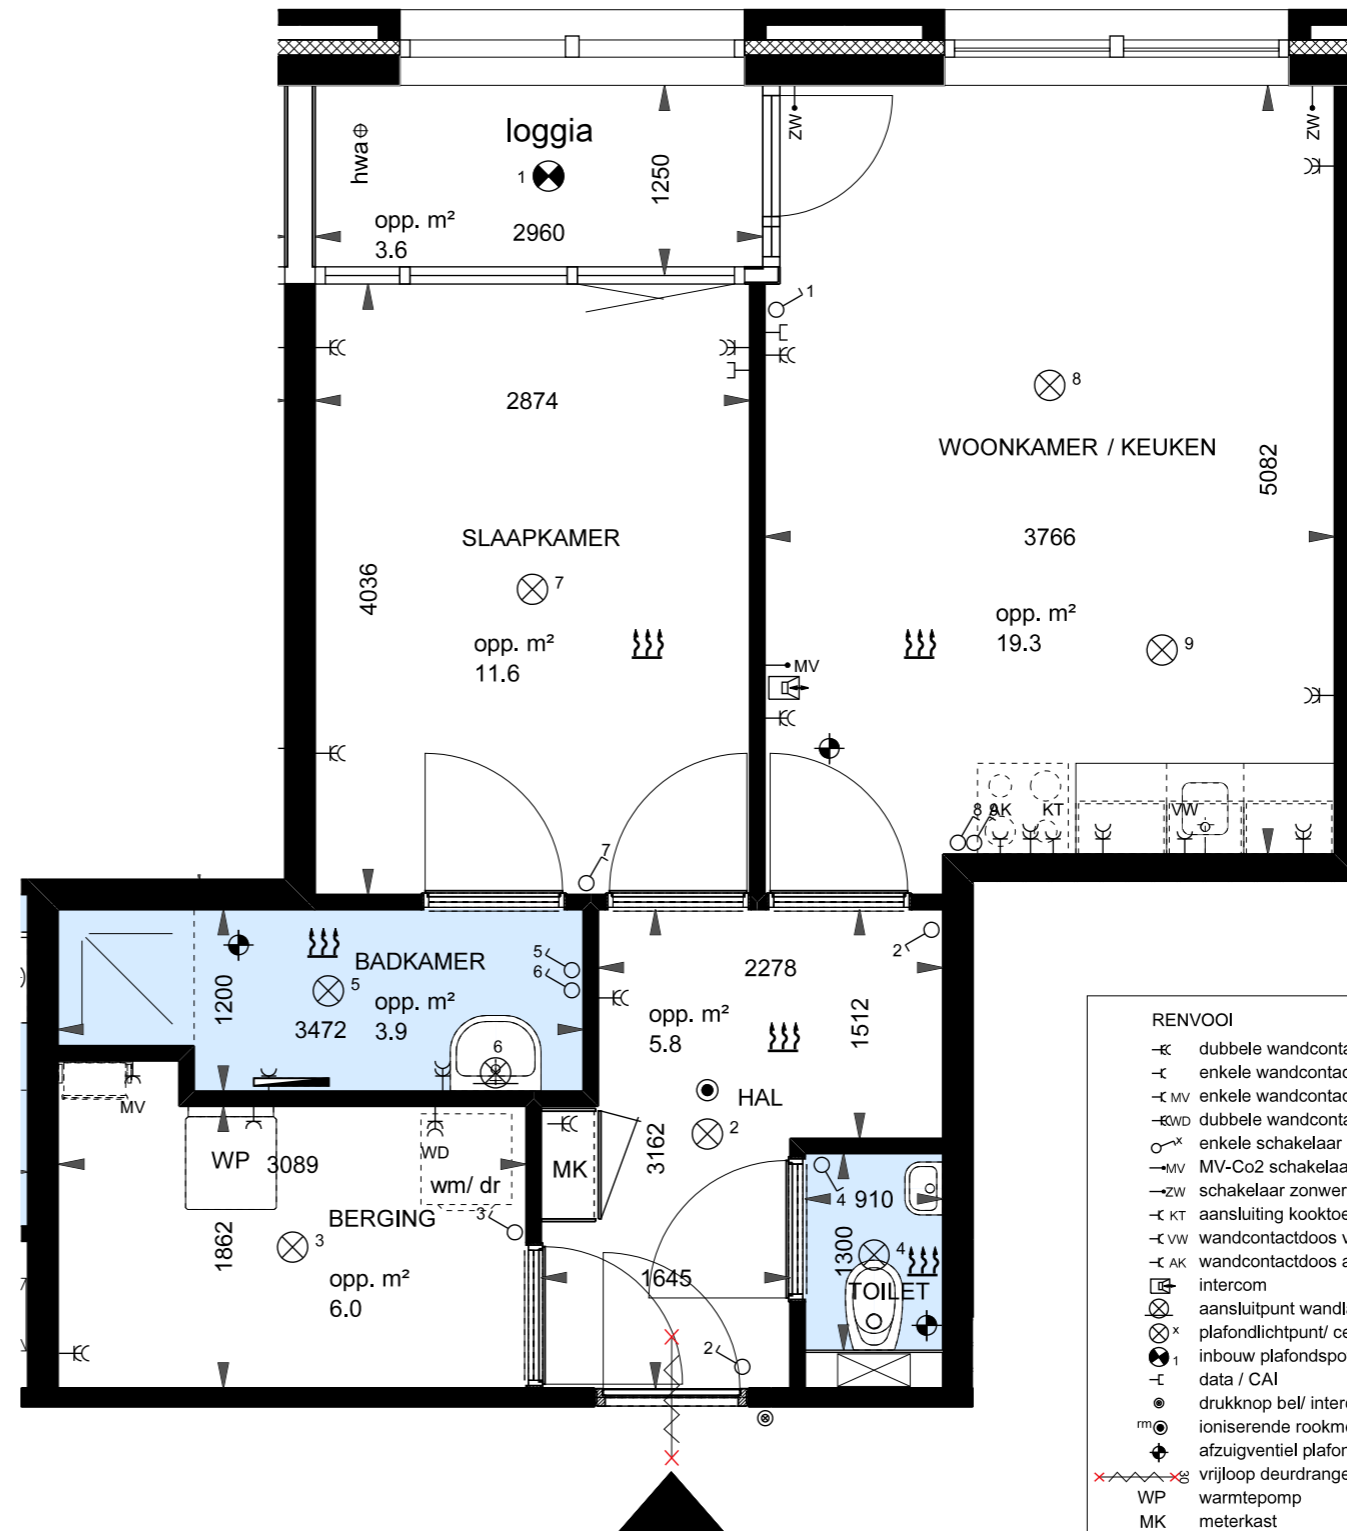 loggia
hwa
1
opp. m²
3.6
2960
1250
ZW
ZW
1
2874
8
WOONKAMER / KEUKEN
5082
3766
SLAAPKAMER
7
4036
opp. m²
11.6
opp. m²
19.3
9
MV
8
AK
KT
VW
7
BADKAMER
5
opp. m²
3.9
1200
3472
5
6
6
2278
2
opp. m²
5.8
1512
HAL
2
3162
MV
WP
3089
WD
wm/ dr
MK
BERGING
3
3
1862
opp. m²
6.0
1645
4
910
1300
4
TOILET
2
RENVOOI
dubbele wandconta
enkele wandcontac
MV enkele wandcontac
WD dubbele wandconta
x enkele schakelaar
MV MV-Co2 schakelaa
ZW schakelaar zonwer
KT aansluiting kooktoe
VW wandcontactdoos v
AK wandcontactdoos a
intercom
aansluitpunt wandl
x plafondlichtpunt/ ce
1 inbouw plafondspo
data / CAI
drukknop bel/ interc
rm ioniserende rookme
afzuigventiel plafon
30 vrijloop deurdrange
WP warmtepomp
MK meterkast